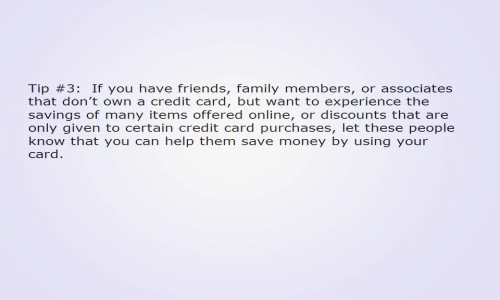 Tip #3:  If you have friends, family members, or associates
that don't own a credit card, but want to experience the
savings of many items offered online, or discounts that are
only given to certain credit card purchases, let these people
know that you can help them save money by using your
card.